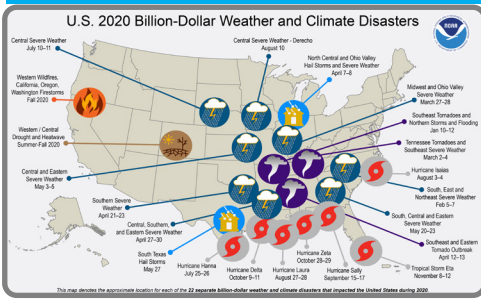 U.S. 2020 Billion-Dollar Weather and Climate Disasters
NOAA
Central Severe Weather
July 10–11
Central Severe Weather - Derecho
August 10
North Central and Ohio Valley
Hail Storms and Severe Weather
April 7–8
Western Wildfires,
California, Oregon,
Washington Firestorms
Fall 2020
Midwest and Ohio Valley
Severe Weather
March 27–28
Southeast Tornadoes and
Northern Storms and Flooding
Jan 10–12
Western / Central
Drought and Heatwave
Summer-Fall 2020
Tennessee Tornadoes and
Southeast Severe Weather
March 2–4
Hurricane Isaias
August 3–4
Central and Eastern
Severe Weather
May 3–5
South, East and
Northeast Severe Weather
Feb 5–7
Southern Severe
Weather
April 21–23
South, Central and Eastern
Severe Weather
May 20–23
Central, Southern,
and Eastern Severe Weather
April 27–30
Southeast and Eastern
Tornado Outbreak
April 12–13
South Texas
Hail Storms
May 27
Hurricane Hanna
July 25–26
Hurricane Delta
October 9–11
Hurricane Laura
August 27–28
Hurricane Zeta
October 28–29
Hurricane Sally
September 15–17
Tropical Storm Eta
November 8–12
This map denotes the approximate location for each of the 22 separate billion-dollar weather and climate disasters that impacted the United States during 2020.